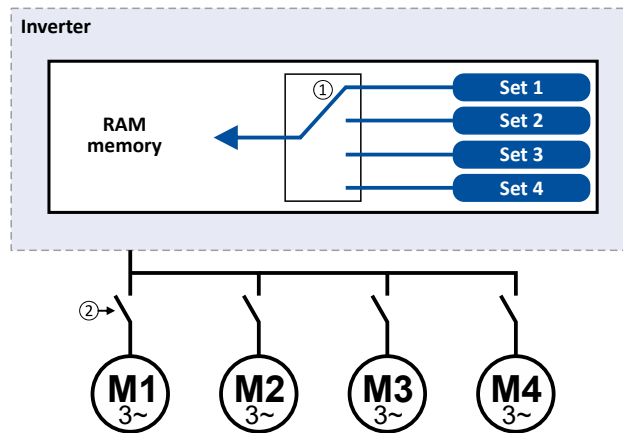 Inverter
①
RAM
memory
Set 1
Set 2
Set 3
Set 4
②
M1
3~
M2
3~
M3
3~
M4
3~